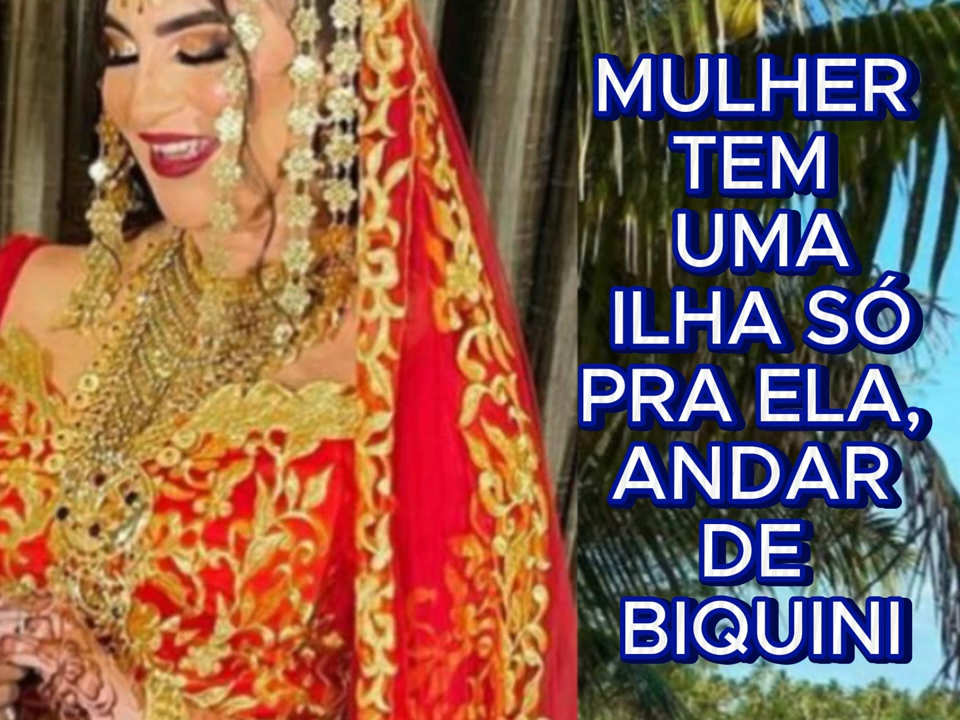 MULHER
TEM
UMA
ILHA SÓ
PRA ELA,
ANDAR
DE
BIQUINI